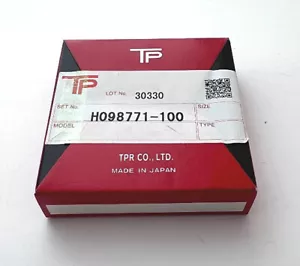 TP
TP
LOT No. 30330
SET No. H098771-100 SIZE
MODEL TYPE
TPR CO., LTD.
MADE IN JAPAN